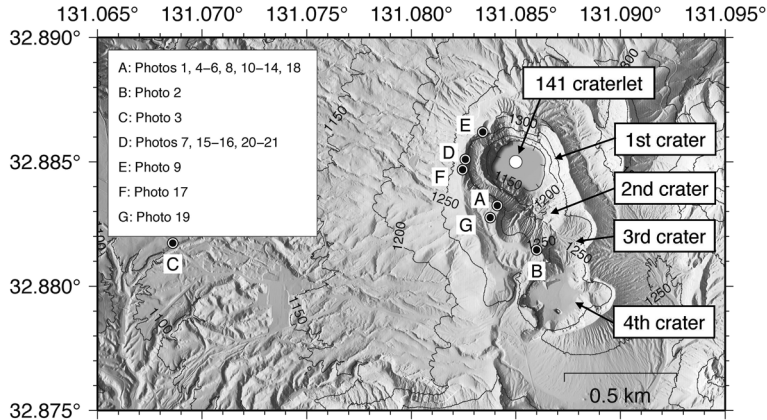 131.065° 131.070° 131.075° 131.080° 131.085° 131.090° 131.095°
32.890°
32.885°
32.880°
32.875°
A: Photos 1, 4–6, 8, 10–14, 18
B: Photo 2
C: Photo 3
D: Photos 7, 15–16, 20–21
E: Photo 9
F: Photo 17
G: Photo 19
141 craterlet
1st crater
2nd crater
3rd crater
4th crater
E
D
F
A
G
B
C
1150
1300
1150
1200
1250
1200
1250
1250
1250
1150
1100
0.5 km